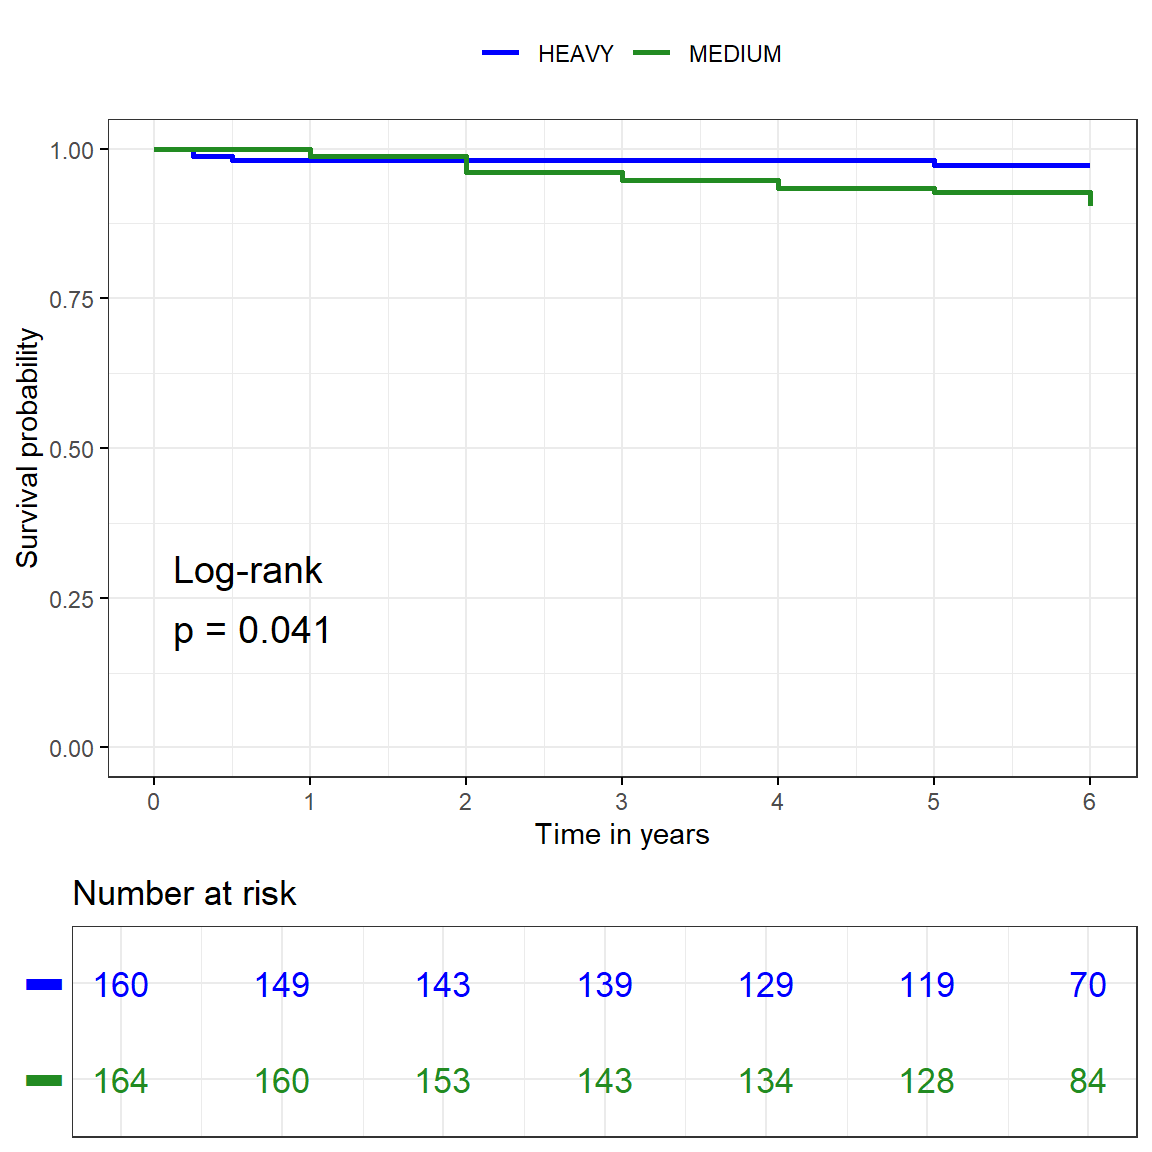 HEAVY MEDIUM
1.00
0.75
0.50
0.25
0.00
Survival probability
Log-rank
p = 0.041
0 1 2 3 4 5 6
Time in years
Number at risk
160 149 143 139 129 119 70
164 160 153 143 134 128 84